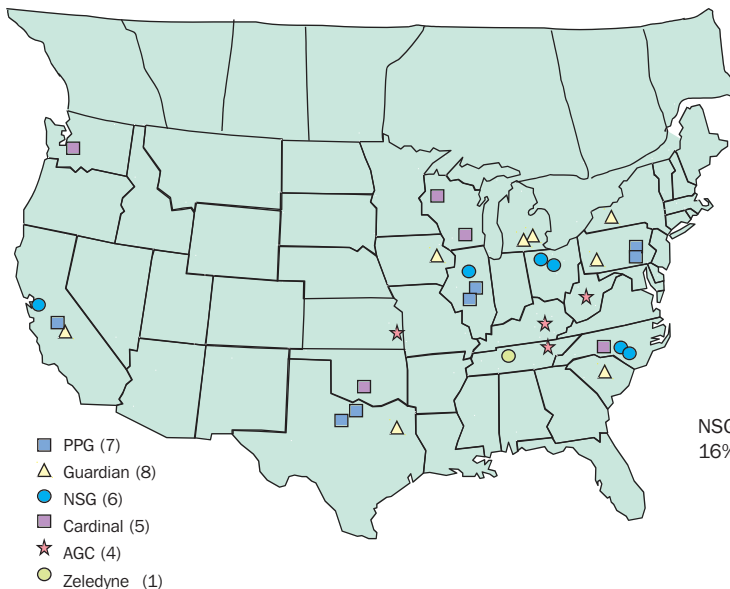 PPG (7)
Guardian (8)
NSG (6)
Cardinal (5)
AGC (4)
Zeledyne (1)
NSG
16%